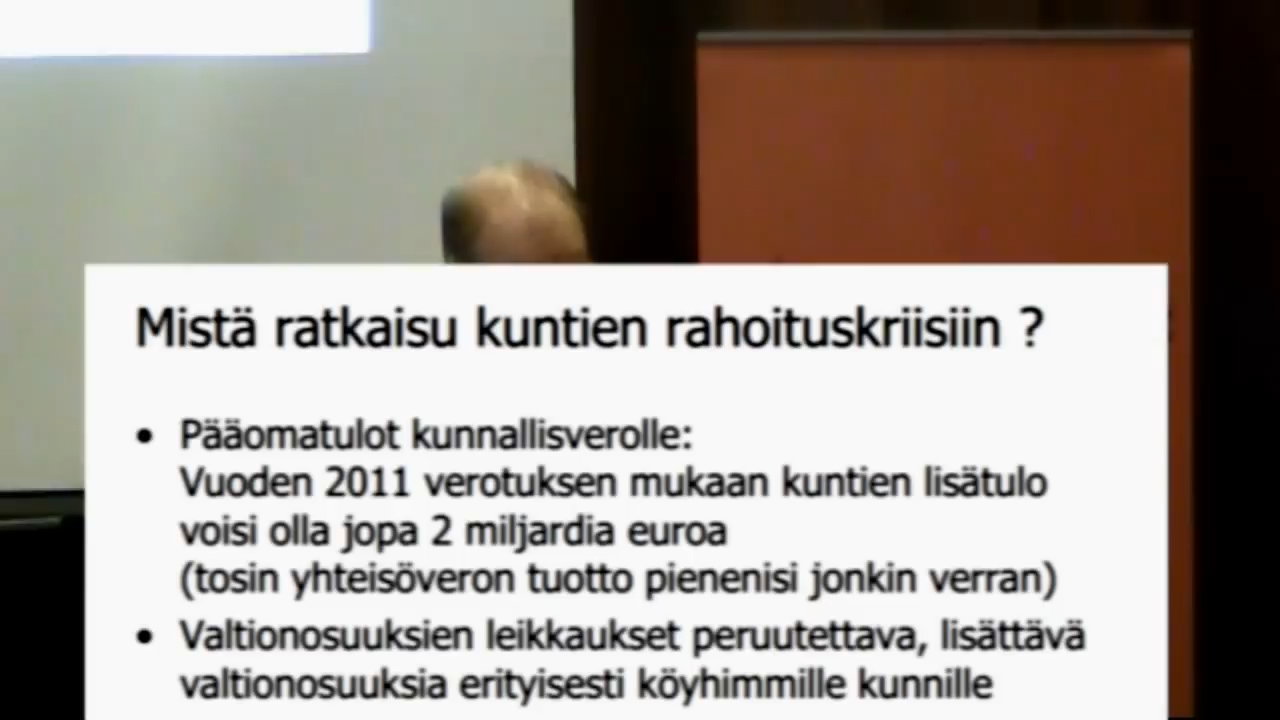 Mistä ratkaisu kuntien rahoituskriisiin ?
• Pääomatulot kunnallisverolle:
Vuoden 2011 verotuksen mukaan kuntien lisätulo
voisi olla jopa 2 miljardia euroa
(tosin yhteisöveron tuotto pienenisi jonkin verran)
• Valtionosuuksien leikkaukset peruutettava, lisättävä
valtionosuuksia erityisesti köyhimmille kunnille